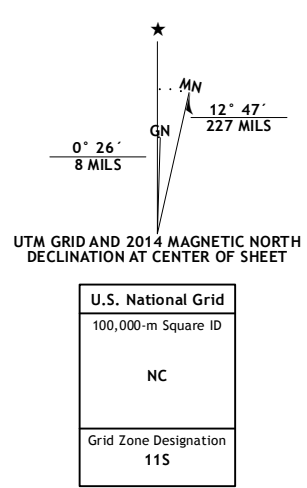 ★
MN
GN
12° 47´
227 MILS
0° 26´
8 MILS
UTM GRID AND 2014 MAGNETIC NORTH
DECLINATION AT CENTER OF SHEET
U.S. National Grid
100,000-m Square ID
NC
Grid Zone Designation
11S